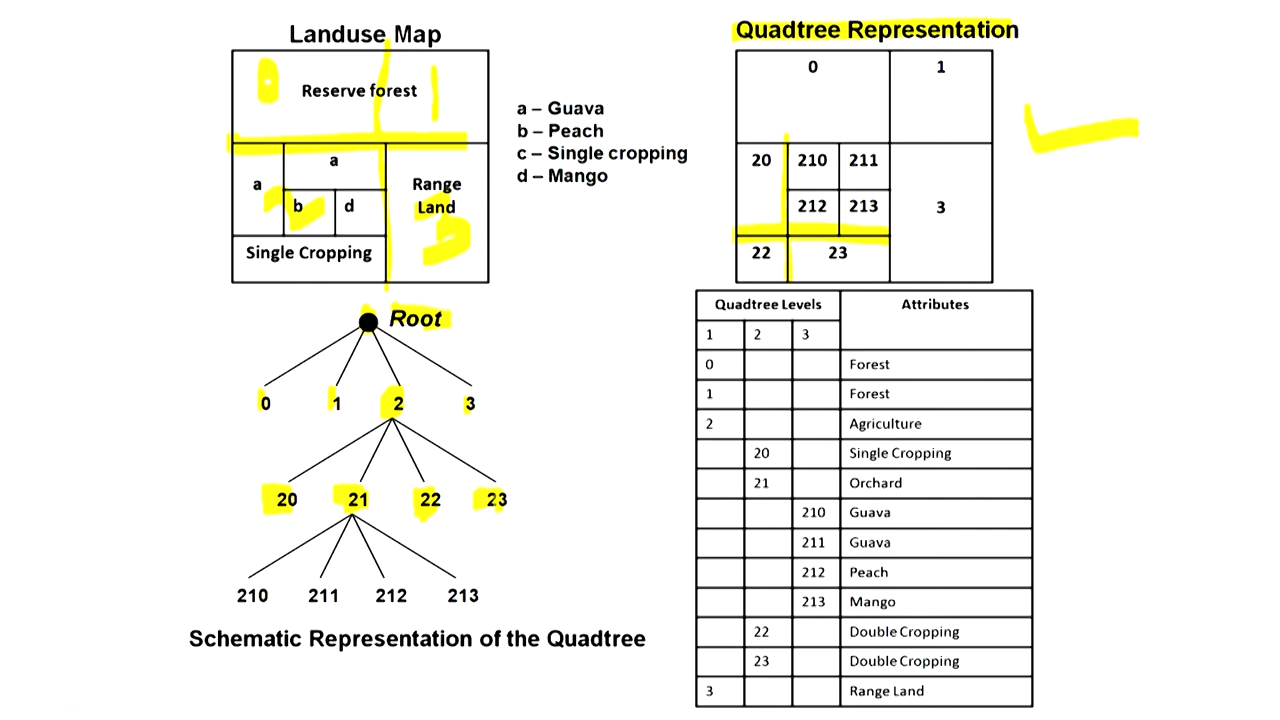 Landuse Map
0
1
Reserve forest
a
a
b
d
2
Range
Land
3
Single Cropping
a – Guava
b – Peach
c – Single cropping
d – Mango
Quadtree Representation
0
1
20
210
211
212
213
3
22
23
Root
0 1 2 3
20 21 22 23
210 211 212 213
Schematic Representation of the Quadtree
Quadtree Levels Attributes
1 2 3
0 Forest
1 Forest
2 Agriculture
20 Single Cropping
21 Orchard
210 Guava
211 Guava
212 Peach
213 Mango
22 Double Cropping
23 Double Cropping
3 Range Land